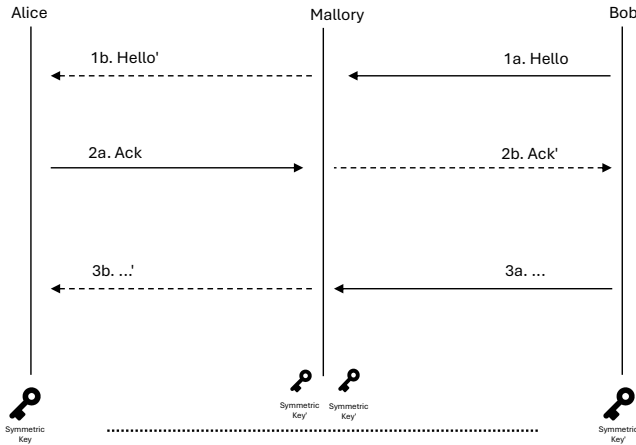 Alice
Mallory
Bob
1b. Hello'
1a. Hello
2a. Ack
2b. Ack'
3b. ...'
3a. ...
Symmetric
Key
Symmetric
Key'
Symmetric
Key'
Symmetric
Key'